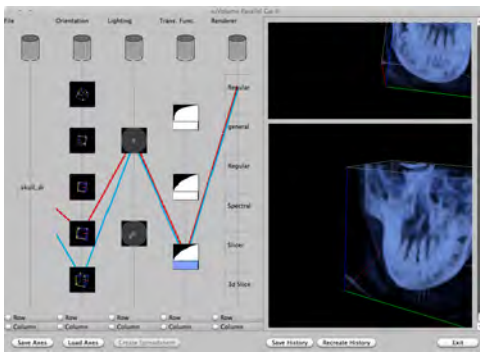 File Orientation Lighting Trans. Func. Renderer
Regular
general
Regular
skull_dr
Spectral
Slicer
3d Slice
Row Row Row Row Row
Column Column Column Column Column
Save Axes Load Axes Create Spreadsheet Save History Recreate History Exit